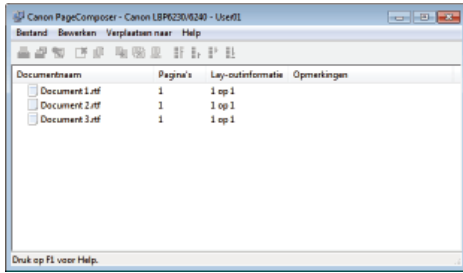 Canon PageComposer - Canon LBP6230/6240 - User01
Bestand Bewerken Verplaatsen naar Help
Documentnaam Pagina's Lay-outinformatie Opmerkingen
Document 1.rtf 1 1 op 1
Document 2.rtf 1 1 op 1
Document 3.rtf 1 1 op 1
Druk op F1 voor Help.